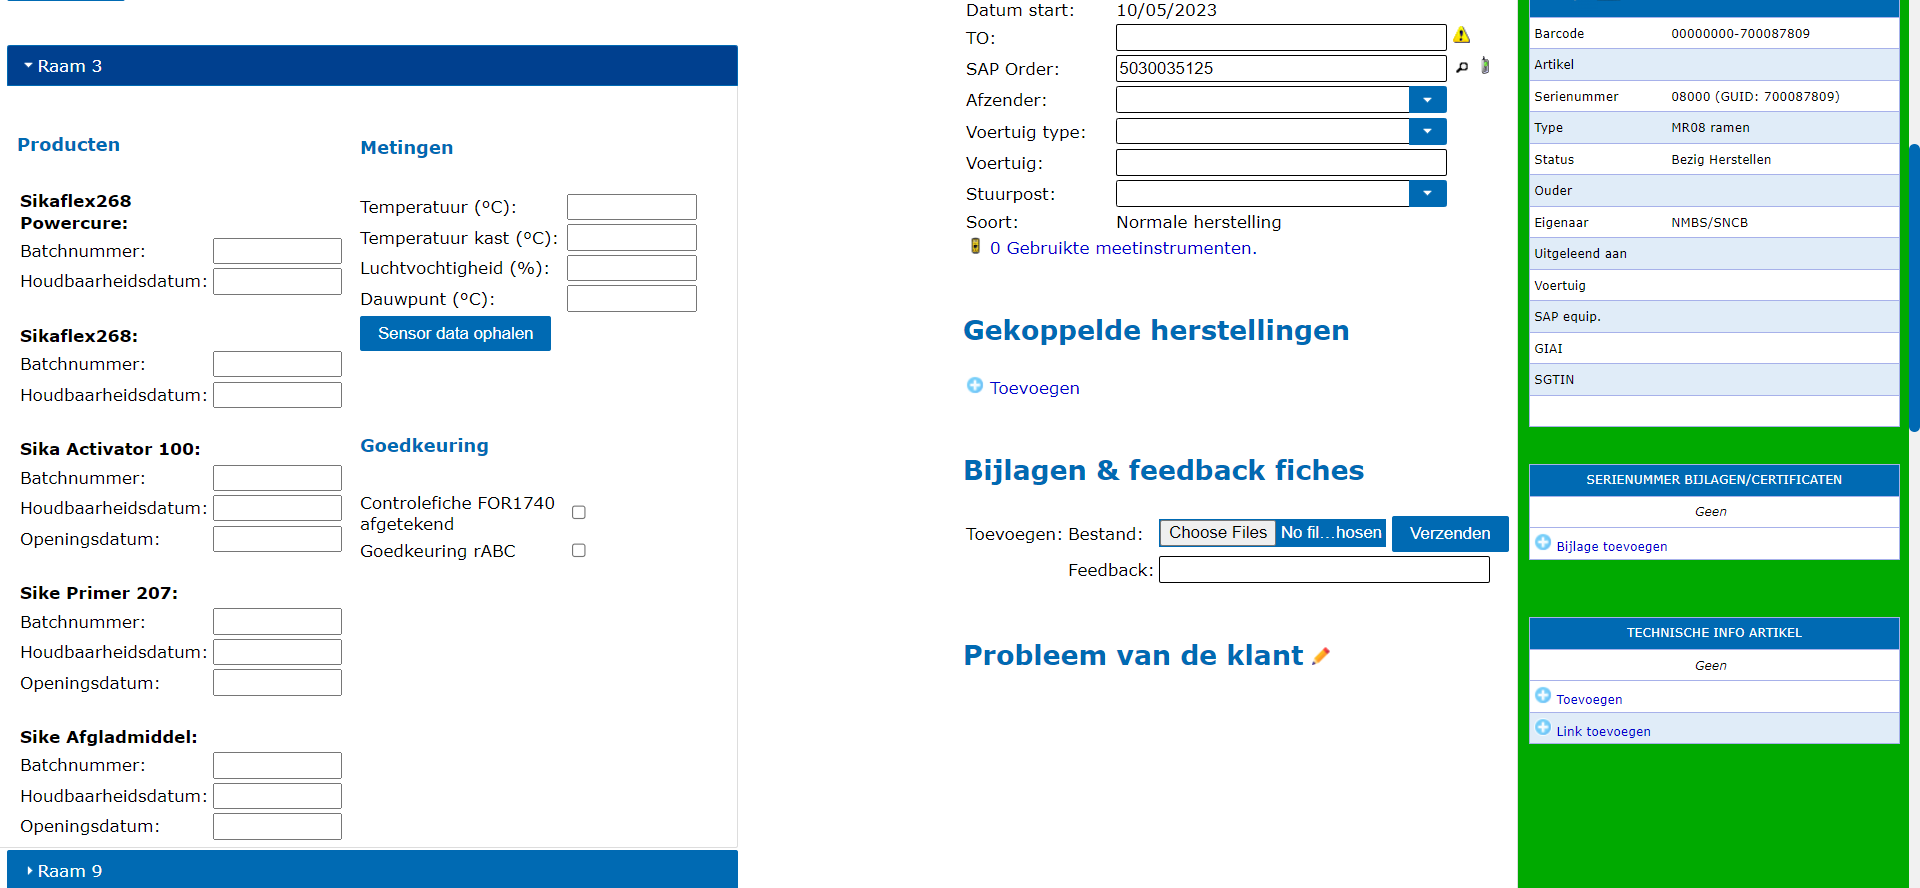 Raam 3
Producten
Sikaflex268
Powercure:
Batchnummer:
Houdbaarheidsdatum:
Sikaflex268:
Batchnummer:
Houdbaarheidsdatum:
Sika Activator 100:
Batchnummer:
Houdbaarheidsdatum:
Openingsdatum:
Sike Primer 207:
Batchnummer:
Houdbaarheidsdatum:
Openingsdatum:
Sike Afgladmiddel:
Batchnummer:
Houdbaarheidsdatum:
Openingsdatum:
Metingen
Temperatuur (°C):
Temperatuur kast (°C):
Luchtvochtigheid (%):
Dauwpunt (°C):
Sensor data ophalen
Goedkeuring
Controlefiche FOR1740
afgetekend
Goedkeuring rABC
Raam 9
Datum start: 10/05/2023
TO:
SAP Order: 5030035125
Afzender:
Voertuig type:
Voertuig:
Stuurpost:
Soort: Normale herstelling
0 Gebruikte meetinstrumenten.
Gekoppelde herstellingen
Toevoegen
Bijlagen & feedback fiches
Toevoegen: Bestand: Choose Files No fil...hosen Verzenden
Feedback:
Probleem van de klant
Barcode 00000000-700087809
Artikel
Serienummer 08000 (GUID: 700087809)
Type MR08 ramen
Status Bezig Herstellen
Ouder
Eigenaar NMBS/SNCB
Uitgeleend aan
Voertuig
SAP equip.
GIAI
SGTIN
SERIENUMMER BIJLAGEN/CERTIFICATEN
Geen
Bijlage toevoegen
TECHNISCHE INFO ARTIKEL
Geen
Toevoegen
Link toevoegen